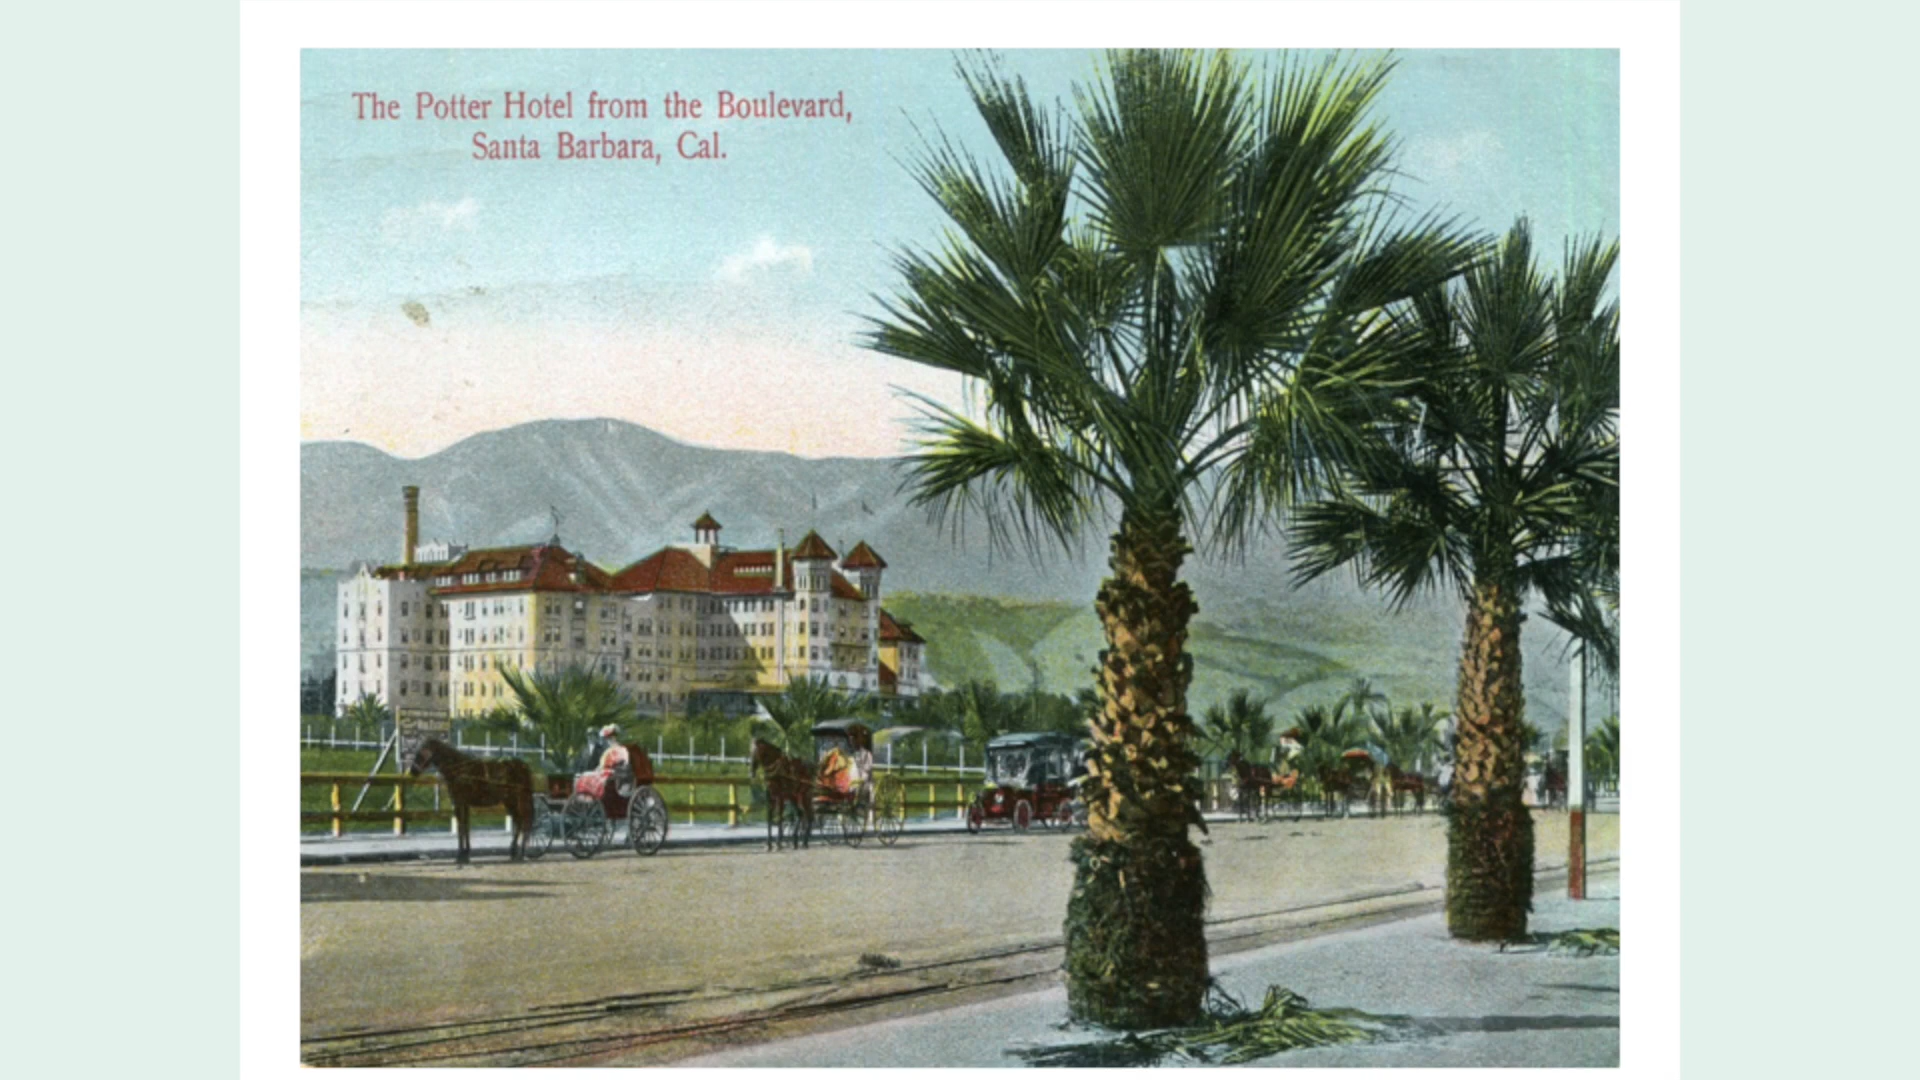 The Potter Hotel from the Boulevard,
Santa Barbara, Cal.